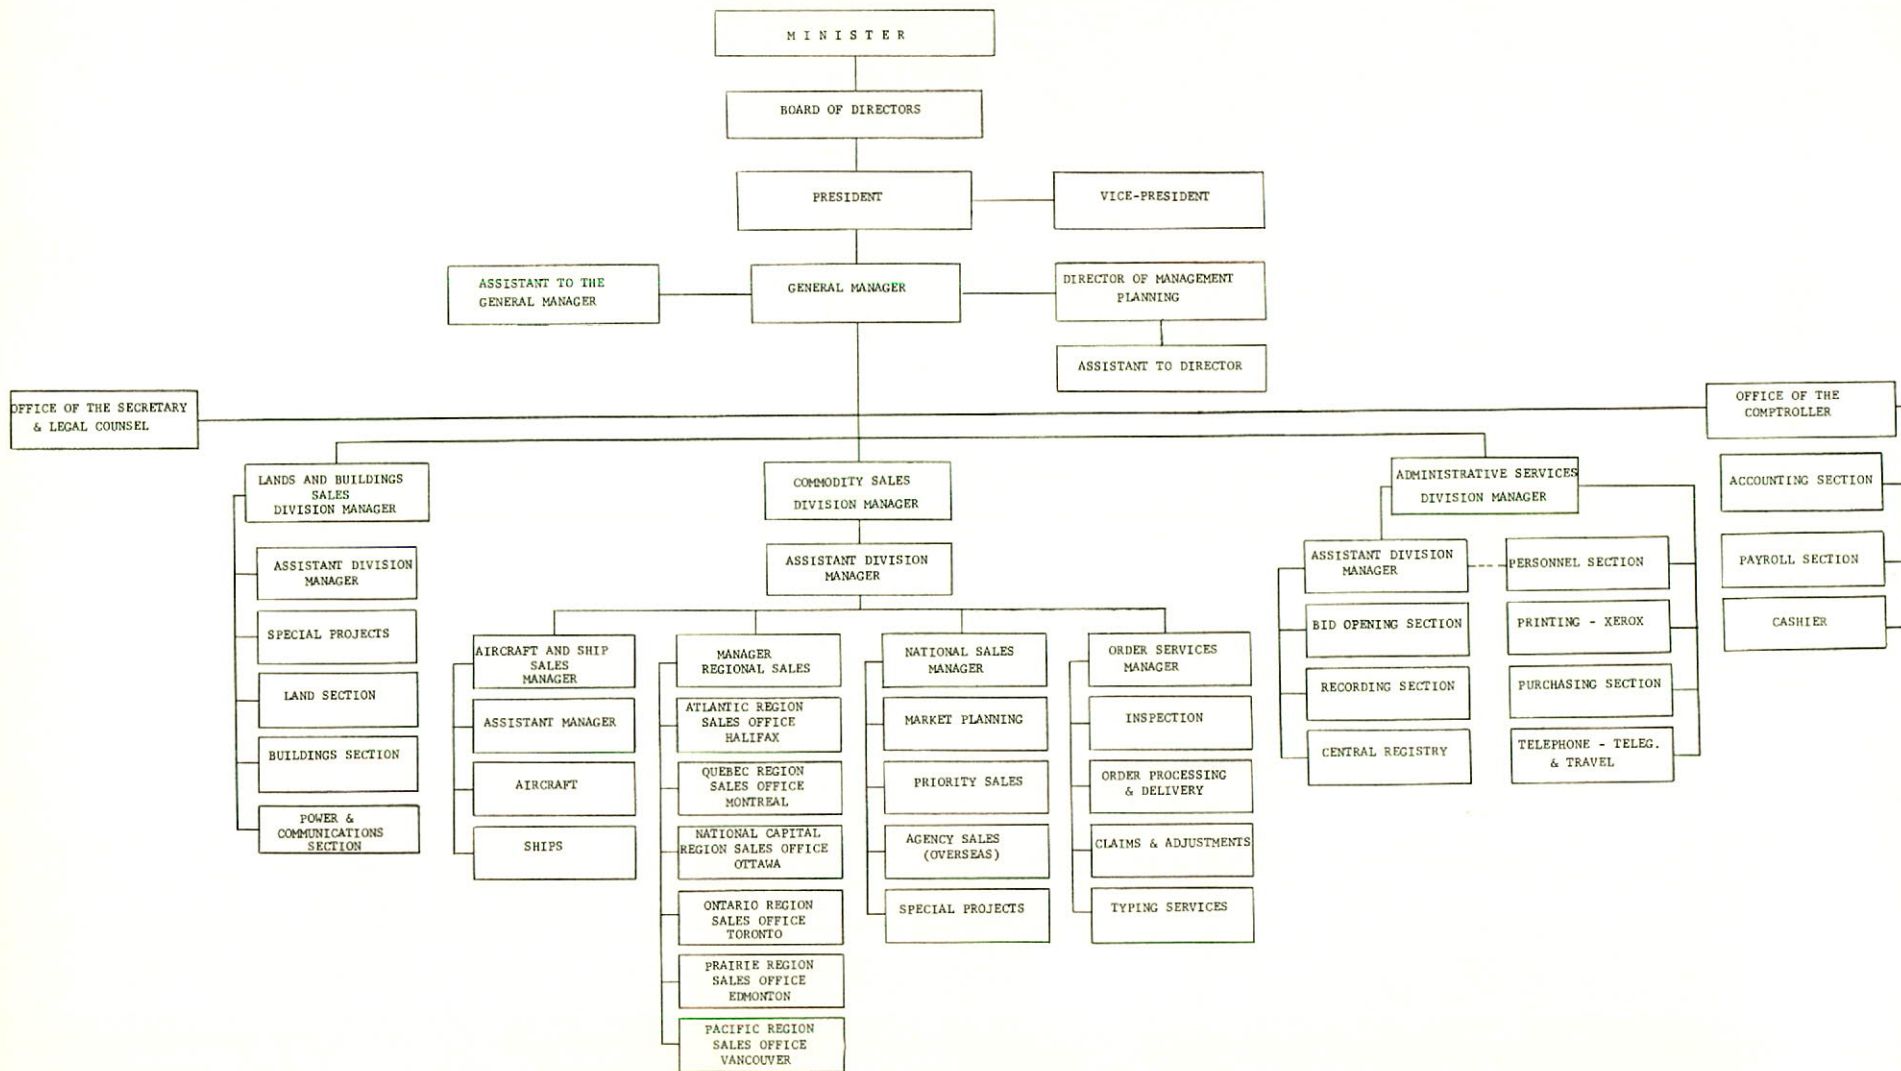 MINISTER
BOARD OF DIRECTORS
PRESIDENT
VICE-PRESIDENT
ASSISTANT TO THE
GENERAL MANAGER
GENERAL MANAGER
DIRECTOR OF MANAGEMENT
PLANNING
ASSISTANT TO DIRECTOR
OFFICE OF THE SECRETARY
& LEGAL COUNSEL
OFFICE OF THE
COMPTROLLER
LANDS AND BUILDINGS
SALES
DIVISION MANAGER
ASSISTANT DIVISION
MANAGER
SPECIAL PROJECTS
LAND SECTION
BUILDINGS SECTION
POWER &
COMMUNICATIONS
SECTION
COMMODITY SALES
DIVISION MANAGER
ASSISTANT DIVISION
MANAGER
AIRCRAFT AND SHIP
SALES
MANAGER
ASSISTANT MANAGER
AIRCRAFT
SHIPS
MANAGER
REGIONAL SALES
ATLANTIC REGION
SALES OFFICE
HALIFAX
QUEBEC REGION
SALES OFFICE
MONTREAL
NATIONAL CAPITAL
REGION SALES OFFICE
OTTAWA
ONTARIO REGION
SALES OFFICE
TORONTO
PRAIRIE REGION
SALES OFFICE
EDMONTON
PACIFIC REGION
SALES OFFICE
VANCOUVER
NATIONAL SALES
MANAGER
MARKET PLANNING
PRIORITY SALES
AGENCY SALES
(OVERSEAS)
SPECIAL PROJECTS
ORDER SERVICES
MANAGER
INSPECTION
ORDER PROCESSING
& DELIVERY
CLAIMS & ADJUSTMENTS
TYPING SERVICES
ADMINISTRATIVE SERVICES
DIVISION MANAGER
ASSISTANT DIVISION
MANAGER
BID OPENING SECTION
RECORDING SECTION
CENTRAL REGISTRY
PERSONNEL SECTION
PRINTING - XEROX
PURCHASING SECTION
TELEPHONE - TELEG.
& TRAVEL
ACCOUNTING SECTION
PAYROLL SECTION
CASHIER